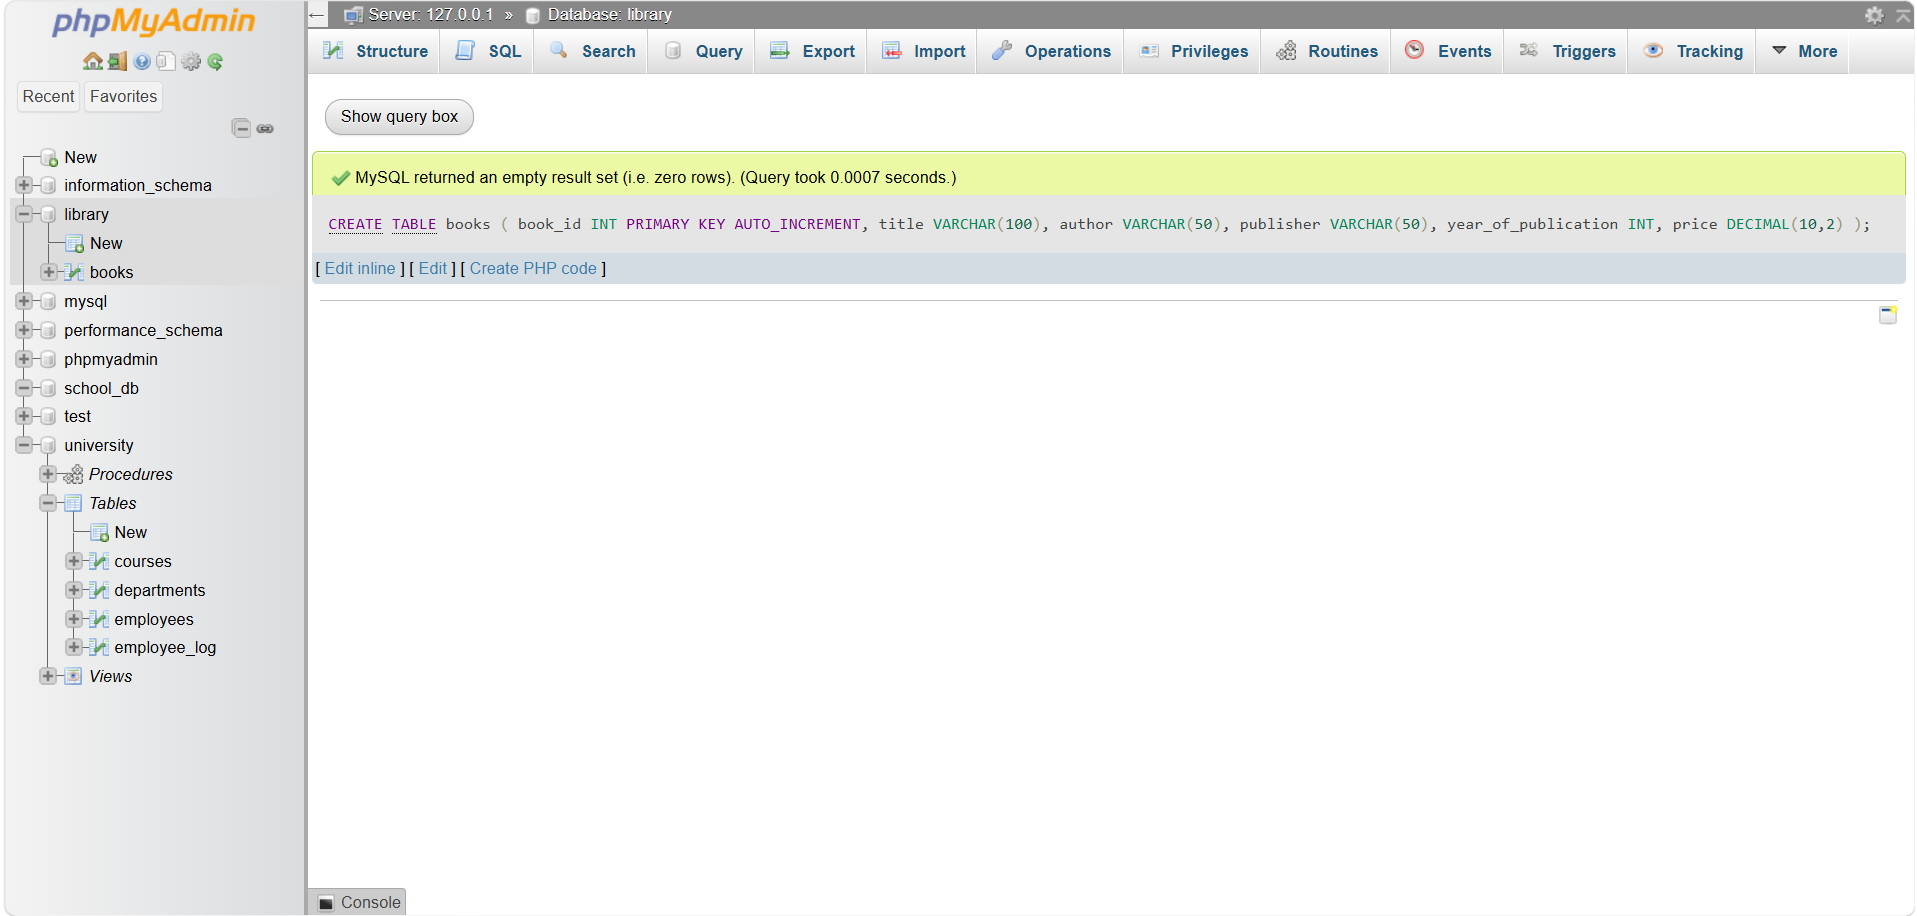 phpMyAdmin
Recent Favorites
New
information_schema
library
New
books
mysql
performance_schema
phpmyadmin
school_db
test
university
Procedures
Tables
New
courses
departments
employees
employee_log
Views
Server: 127.0.0.1 » Database: library
Structure SQL Search Query Export Import Operations Privileges Routines Events Triggers Tracking More
Show query box
MySQL returned an empty result set (i.e. zero rows). (Query took 0.0007 seconds.)
CREATE TABLE books ( book_id INT PRIMARY KEY AUTO_INCREMENT, title VARCHAR(100), author VARCHAR(50), publisher VARCHAR(50), year_of_publication INT, price DECIMAL(10,2) );
[ Edit inline ] [ Edit ] [ Create PHP code ]
Console